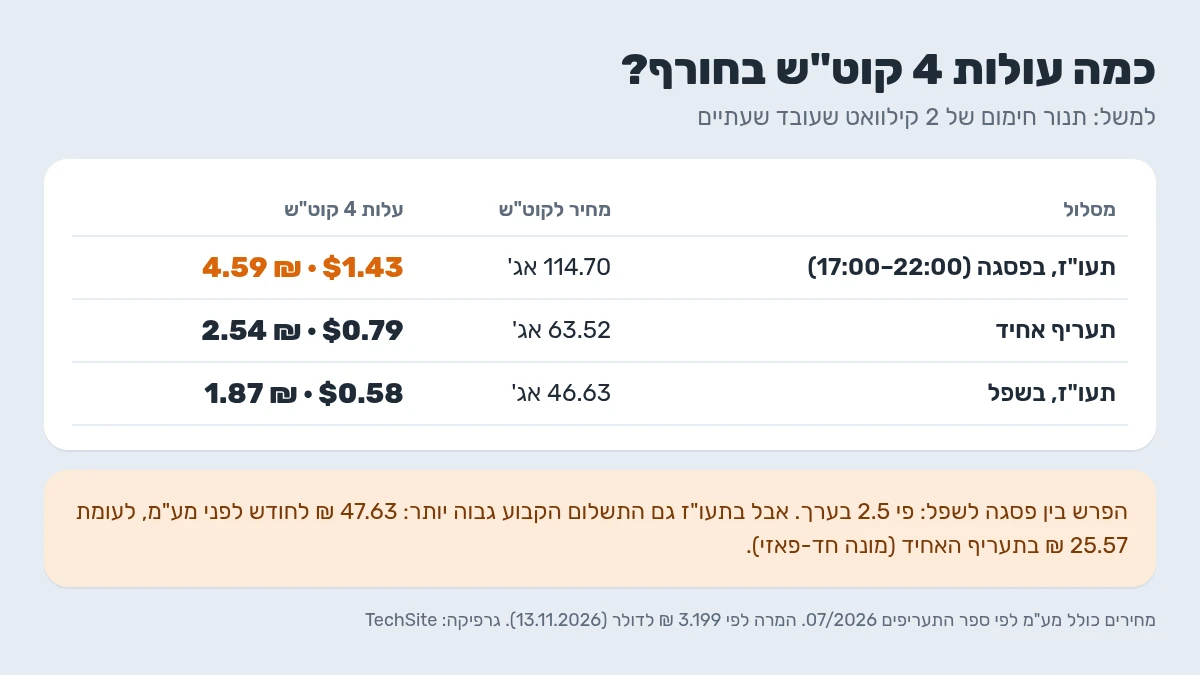 כמה עולות 4 קוט"ש בחורף?
למשל: תנור חימום של 2 קילוואט שעובד שעתיים
מסלול מחיר לקוט"ש עלות 4 קוט"ש
תעו"ז, בפסגה (17:00–22:00) 114.70 אג' $1.43 • ₪ 4.59
תעריף אחיד 63.52 אג' $0.79 • ₪ 2.54
תעו"ז, בשפל 46.63 אג' $0.58 • ₪ 1.87
הפרש בין פסגה לשפל: פי 2.5 בערך. אבל בתעו"ז גם התשלום הקבוע גבוה יותר: 47.63 ₪ לחודש לפני מע"מ, לעומת
25.57 ₪ בתעריף האחיד (מונה חד-פאזי).
מחירים כולל מע"מ לפי ספר התעריפים 07/2026. המרה לפי 3.199 ₪ לדולר (13.11.2026). גרפיקה: TechSite